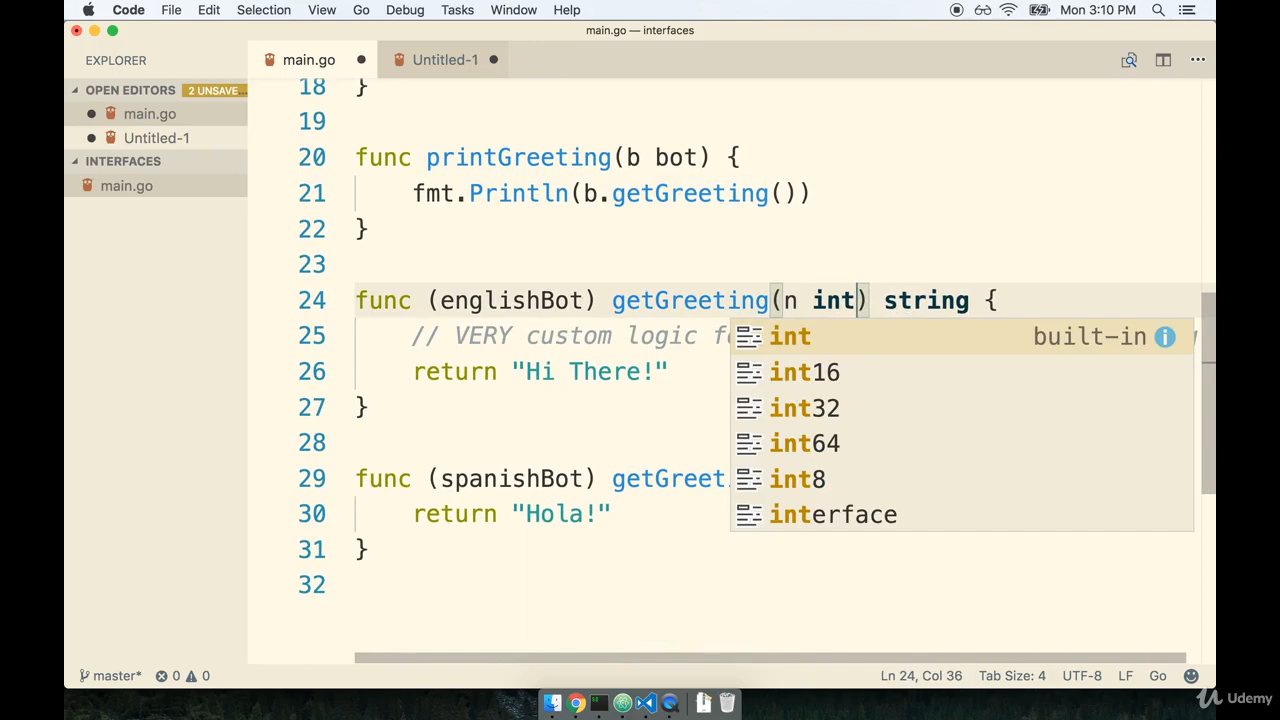 Code File Edit Selection View Go Debug Tasks Window Help Mon 3:10 PM
main.go — interfaces
EXPLORER main.go Untitled-1
OPEN EDITORS 2 UNSAVE...
main.go
Untitled-1
INTERFACES
main.go
18 }
19
20 func printGreeting(b bot) {
21 fmt.Println(b.getGreeting())
22 }
23
24 func (englishBot) getGreeting(n int) string {
25 // VERY custom logic
int built-in
26 return "Hi There!"
int16
27 }
int32
28
int64
29 func (spanishBot) getGreet
int8
30 return "Hola!"
interface
31 }
32
master* 0 0 Ln 24, Col 36 Tab Size: 4 UTF-8 LF Go
Udemy